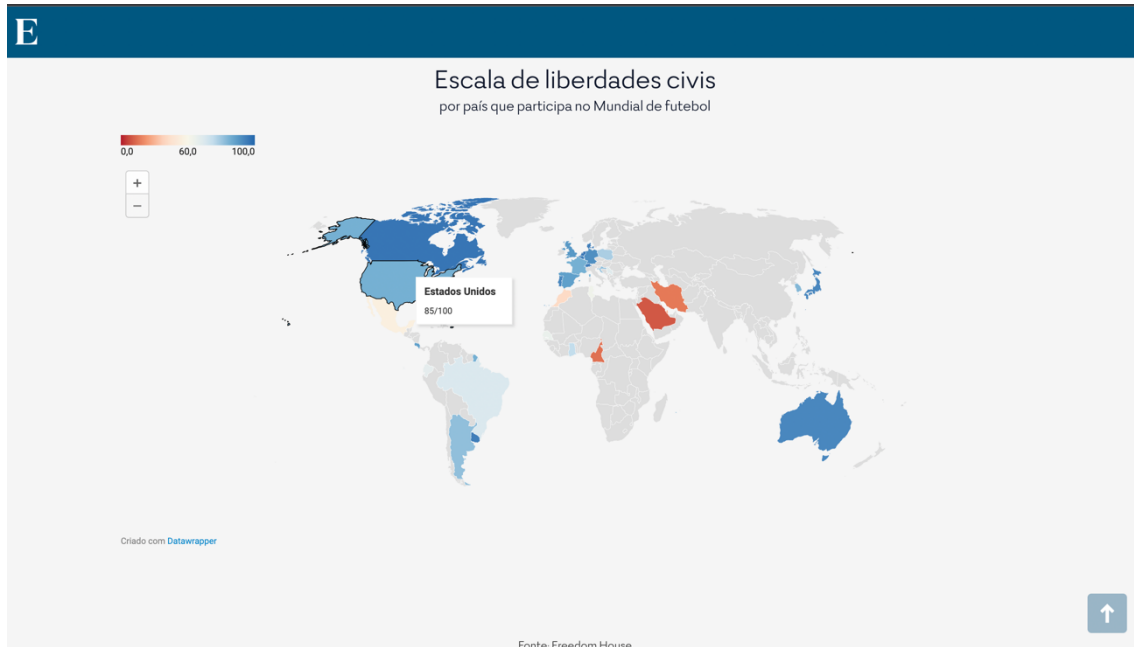 E
Escala de liberdades civis
por país que participa no Mundial de futebol
0,0 60,0 100,0
+
−
Estados Unidos
85/100
Criado com Datawrapper
Fonte: Freedom House